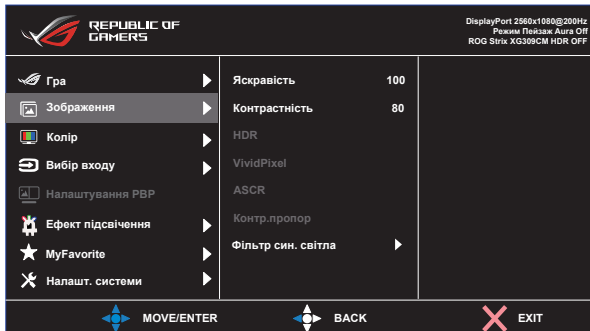 REPUBLIC OF
GAMERS
DisplayPort 2560x1080@200Hz
Режим Пейзаж Aura Off
ROG Strix XG309CM HDR OFF
Гра
Зображення
Колір
Вибір входу
Налаштування PBP
Ефект підсвічення
MyFavorite
Налашт. системи
Яскравість 100
Контрастність 80
HDR
VividPixel
ASCR
Контр.пропор
Фільтр син. світла
MOVE/ENTER
BACK
EXIT